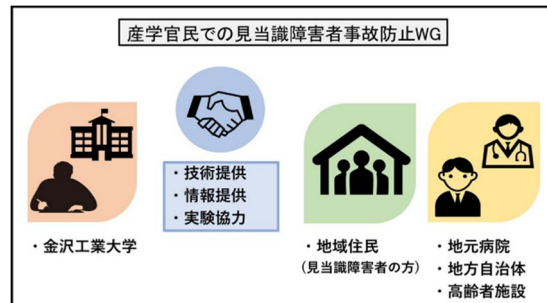 産学官民での見当識障害者事故防止WG
・技術提供
・情報提供
・実験協力
・金沢工業大学
・地域住民
(見当識障害者の方)
・地元病院
・地方自治体
・高齢者施設